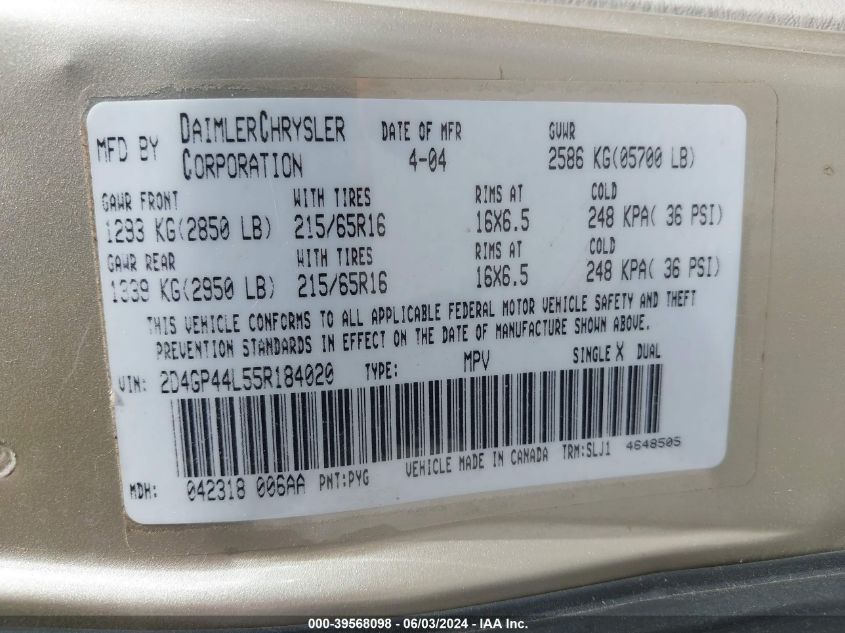 MFD BY DAIMLERCHRYSLER CORPORATION DATE OF MFR 4-04 GVWR 2586 KG(05700 LB)
GAWR FRONT WITH TIRES RIMS AT COLD
1293 KG(2850 LB) 215/65R16 16X6.5 248 KPA( 36 PSI)
GAWR REAR WITH TIRES RIMS AT COLD
1339 KG(2950 LB) 215/65R16 16X6.5 248 KPA( 36 PSI)
THIS VEHICLE CONFORMS TO ALL APPLICABLE FEDERAL MOTOR VEHICLE SAFETY AND THEFT
PREVENTION STANDARDS IN EFFECT ON THE DATE OF MANUFACTURE SHOWN ABOVE.
VIN: 2D4GP44L55R184020 TYPE: MPV SINGLE X DUAL
MDH: 042318 006AA PNT:PYG VEHICLE MADE IN CANADA TRM:SLJ1 4648505
000-39568098 - 06/03/2024 - IAA Inc.